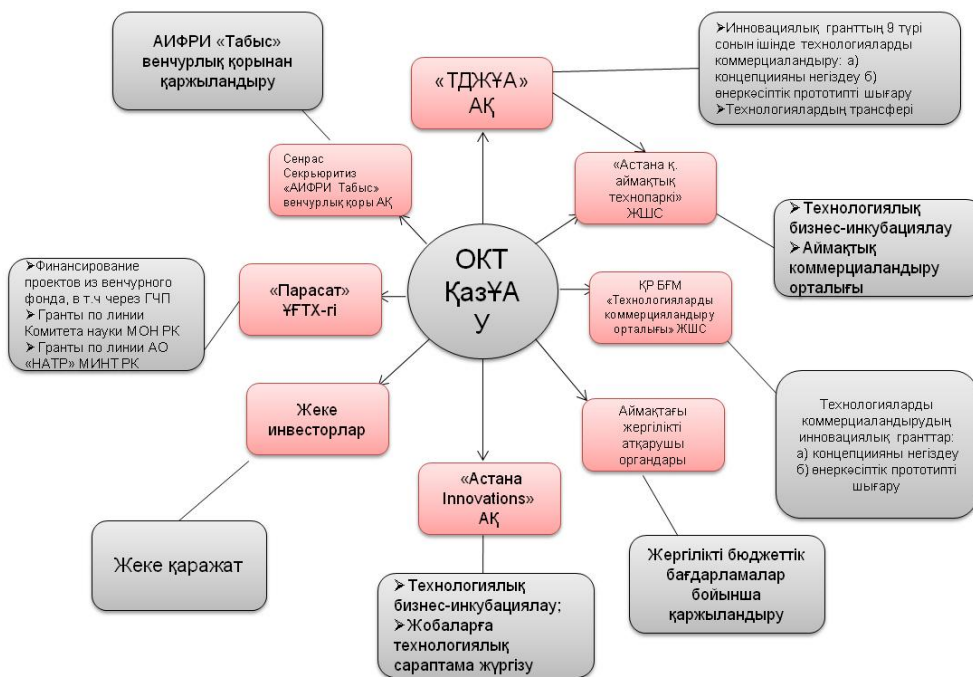 АИФРИ «Табыс»
венчурлық қорынан
қаржыландыру
«ТДЖҰА»
АҚ
➢Инновациялық гранттың 9 түрі
сонын ішінде технологияларды
коммерциаландыру: а)
концепциияны негіздеу б)
өнеркәсіптік прототипті шығару
➢Технологиялардың трансфері
Сенрас
Секрьюритиз
«АИФРИ Табыс»
венчурлық қоры АҚ
«Астана қ.
аймақтық
технопаркі»
ЖШС
➢Технологиялық
бизнес-инкубациялау
➢Аймақтық
коммерциаландыру
орталығы
ОКТ
ҚазҰА
У
➢Финансирование
проектов из венчурного
фонда, в т.ч через ГЧП
➢ Гранты по линии
Комитета науки МОН РК
➢ Гранты по линии АО
«НАТР» МИНТ РК
«Парасат»
ҰҒТХ-гі
ҚР БҒМ
«Технологиларды
коммерцияландыру
орталығы» ЖШС
Жеке
инвесторлар
Аймақтағы
жергілікті
атқарушы
органдары
Технологияларды
коммерциаландырудың
инновациялық гранттар:
а) концепциияны негіздеу
б) өнеркәсіптік прототипті
шығару
«Астана
Innovations»
АҚ
Жеке қаражат
➢Технологиялық
бизнес-инкубациялау;
➢Жобаларға
технологиялық
сараптама жүргізу
Жергілікті бюджеттік
бағдарламалар
бойынша
қаржыландыру